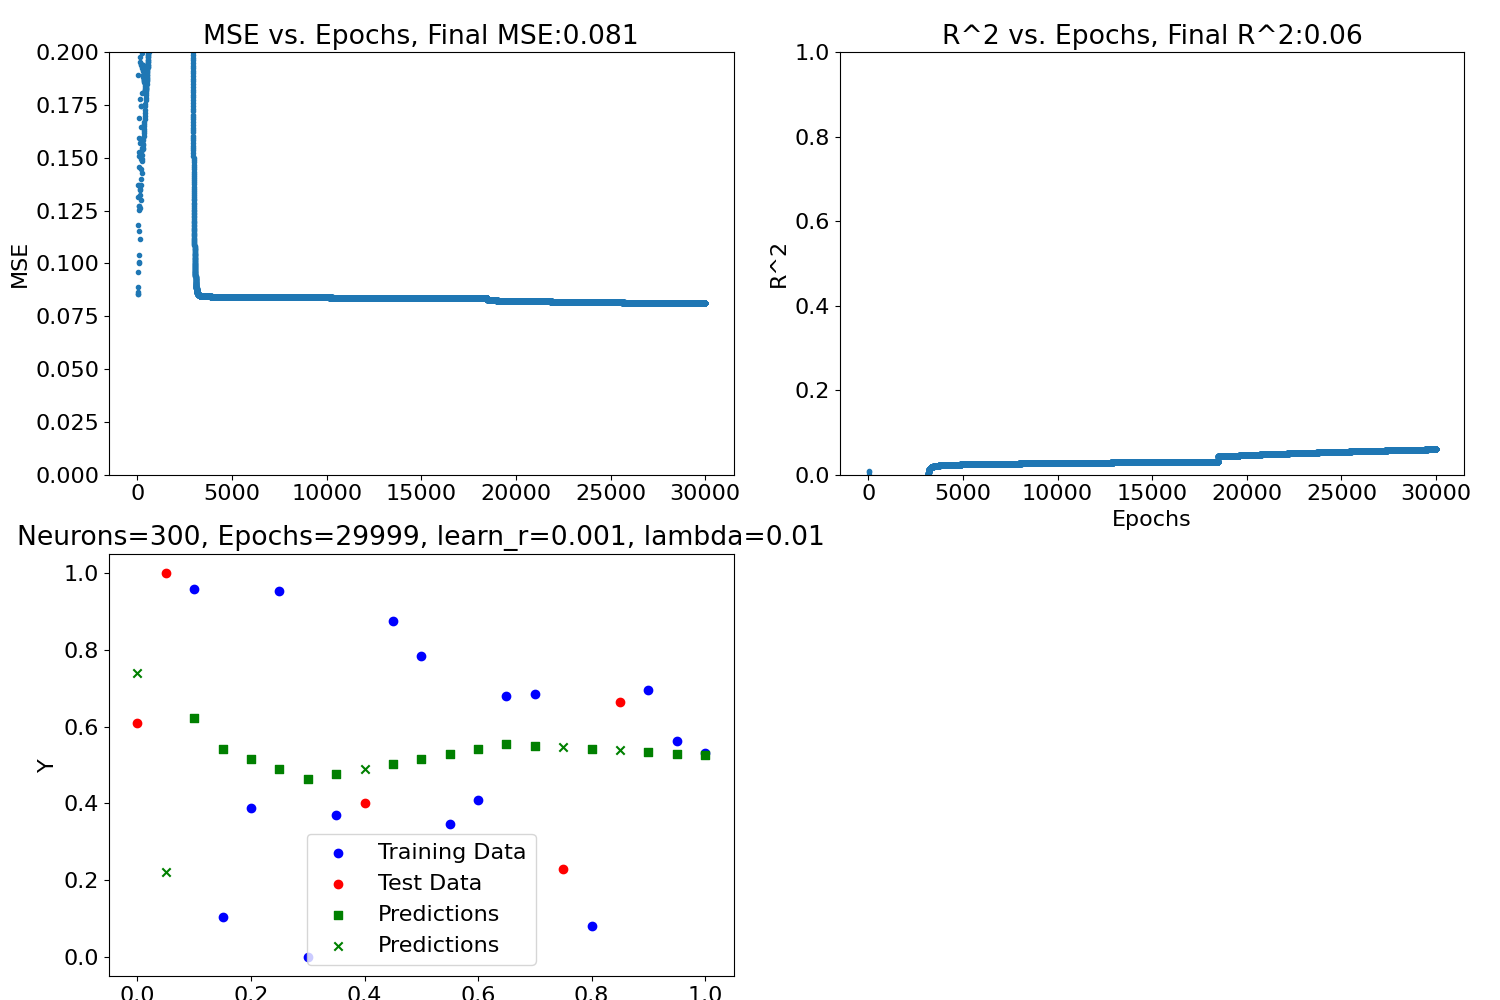 MSE vs. Epochs, Final MSE:0.081
0.200
0.175
0.150
0.125
0.100
0.075
0.050
0.025
0.000
MSE
0 5000 10000 15000 20000 25000 30000
R^2 vs. Epochs, Final R^2:0.06
1.0
0.8
0.6
0.4
0.2
0.0
R^2
0 5000 10000 15000 20000 25000 30000
Epochs
Neurons=300, Epochs=29999, learn_r=0.001, lambda=0.01
1.0
0.8
0.6
0.4
0.2
0.0
Y
Training Data
Test Data
Predictions
Predictions
0.0 0.2 0.4 0.6 0.8 1.0